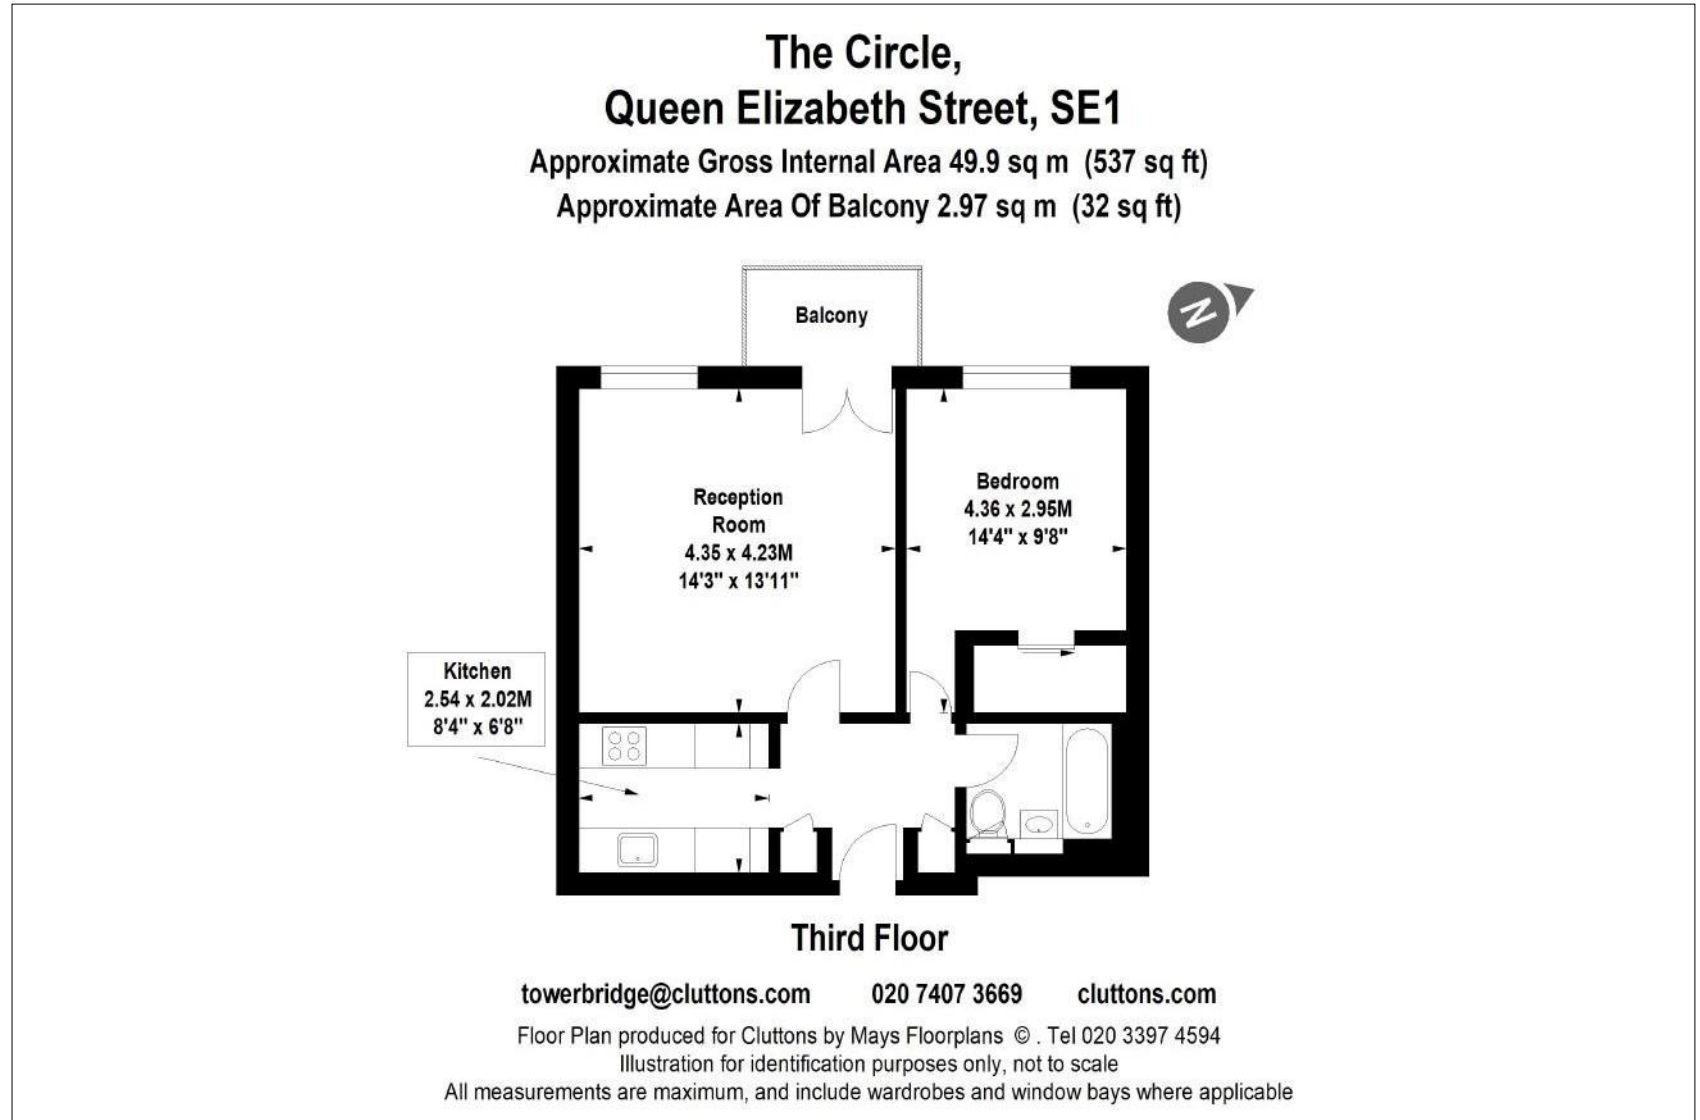 The Circle,
Queen Elizabeth Street, SE1
Approximate Gross Internal Area 49.9 sq m (537 sq ft)
Approximate Area Of Balcony 2.97 sq m (32 sq ft)
Balcony
N
Reception
Room
4.35 x 4.23M
14'3" x 13'11"
Bedroom
4.36 x 2.95M
14'4" x 9'8"
Kitchen
2.54 x 2.02M
8'4" x 6'8"
Third Floor
towerbridge@cluttons.com 020 7407 3669 cluttons.com
Floor Plan produced for Cluttons by Mays Floorplans © . Tel 020 3397 4594
Illustration for identification purposes only, not to scale
All measurements are maximum, and include wardrobes and window bays where applicable